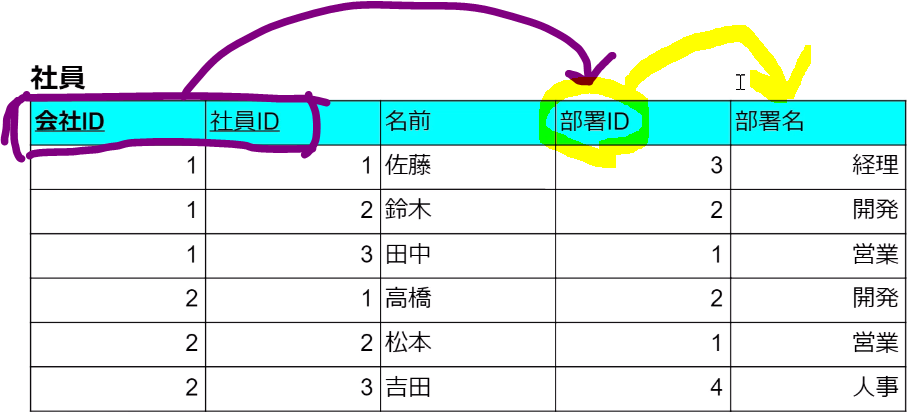 社員
会社ID 社員ID 名前 部署ID 部署名
1 1 佐藤 3 経理
1 2 鈴木 2 開発
1 3 田中 1 営業
2 1 高橋 2 開発
2 2 松本 1 営業
2 3 吉田 4 人事